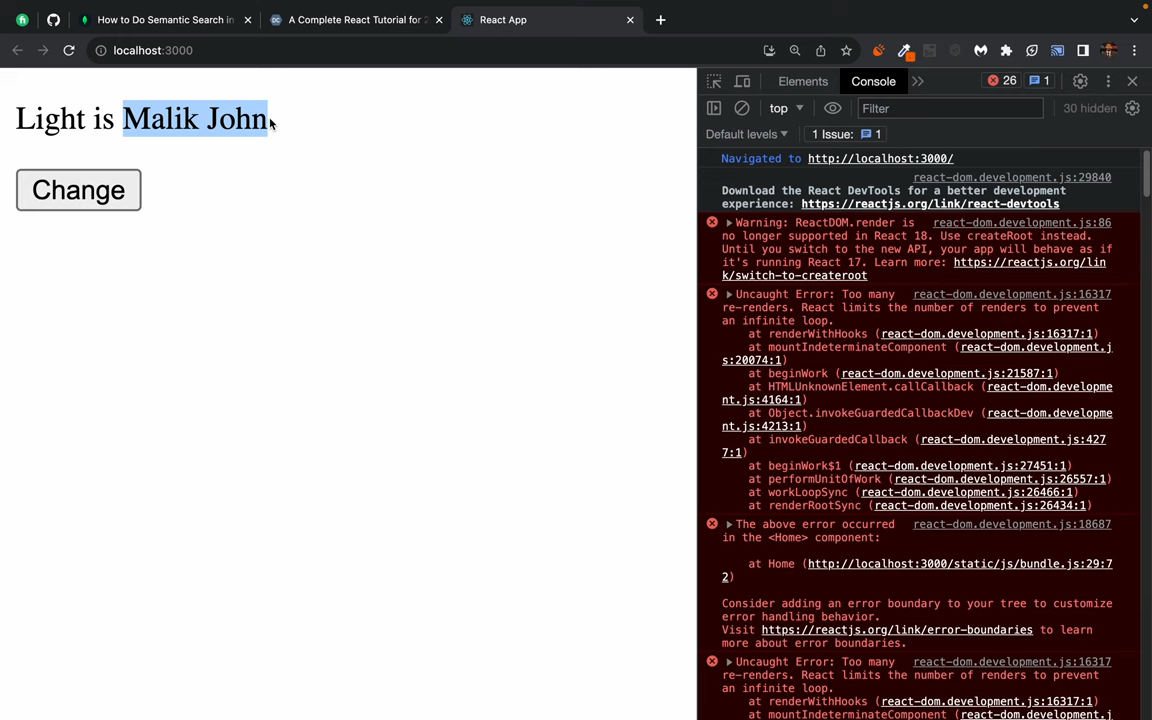 How to Do Semantic Search in
A Complete React Tutorial for 2
React App
localhost:3000
Light is Malik John
Change
Elements
Console
26
1
top
Filter
30 hidden
Default levels
1 Issue:
1
Navigated to http://localhost:3000/
react-dom.development.js:29840
Download the React DevTools for a better development
experience: https://reactjs.org/link/react-devtools
Warning: ReactDOM.render is react-dom.development.js:86
no longer supported in React 18. Use createRoot instead.
Until you switch to the new API, your app will behave as if
it's running React 17. Learn more: https://reactjs.org/lin
k/switch-to-createroot
Uncaught Error: Too many react-dom.development.js:16317
re-renders. React limits the number of renders to prevent
an infinite loop.
at renderWithHooks (react-dom.development.js:16317:1)
at mountIndeterminateComponent (react-dom.development.j
s:20074:1)
at beginWork (react-dom.development.js:21587:1)
at HTMLUnknownElement.callCallback (react-dom.developme
nt.js:4164:1)
at Object.invokeGuardedCallbackDev (react-dom.developme
nt.js:4213:1)
at invokeGuardedCallback (react-dom.development.js:427
7:1)
at beginWork$1 (react-dom.development.js:27451:1)
at performUnitOfWork (react-dom.development.js:26557:1)
at workLoopSync (react-dom.development.js:26466:1)
at renderRootSync (react-dom.development.js:26434:1)
The above error occurred react-dom.development.js:18687
in the <Home> component:
at Home (http://localhost:3000/static/js/bundle.js:29:7
2)
Consider adding an error boundary to your tree to customize
error handling behavior.
Visit https://reactjs.org/link/error-boundaries to learn
more about error boundaries.
Uncaught Error: Too many react-dom.development.js:16317
re-renders. React limits the number of renders to prevent
an infinite loop.
at renderWithHooks (react-dom.development.js:16317:1)
at mountIndeterminateComponent (react-dom.development.j